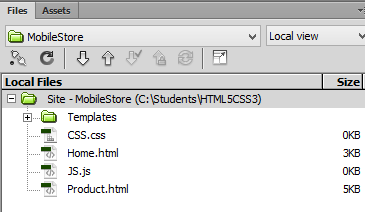 Files Assets
MobileStore Local view
Local Files Size
Site - MobileStore (C:\Students\HTML5CSS3)
Templates
CSS.css 0KB
Home.html 3KB
JS.js 0KB
Product.html 5KB